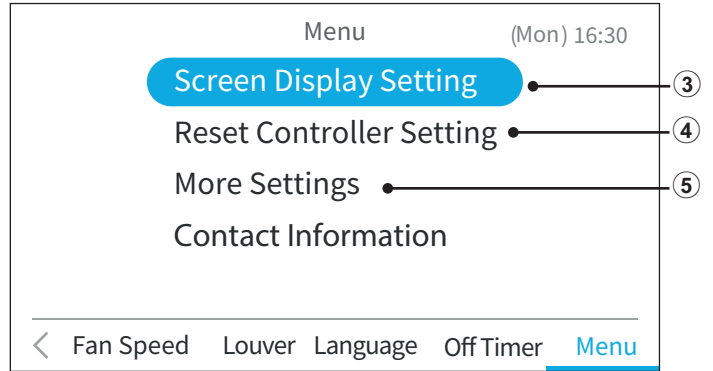 Menu (Mon) 16:30
Screen Display Setting ③
Reset Controller Setting ④
More Settings ⑤
Contact Information
< Fan Speed Louver Language Off Timer Menu